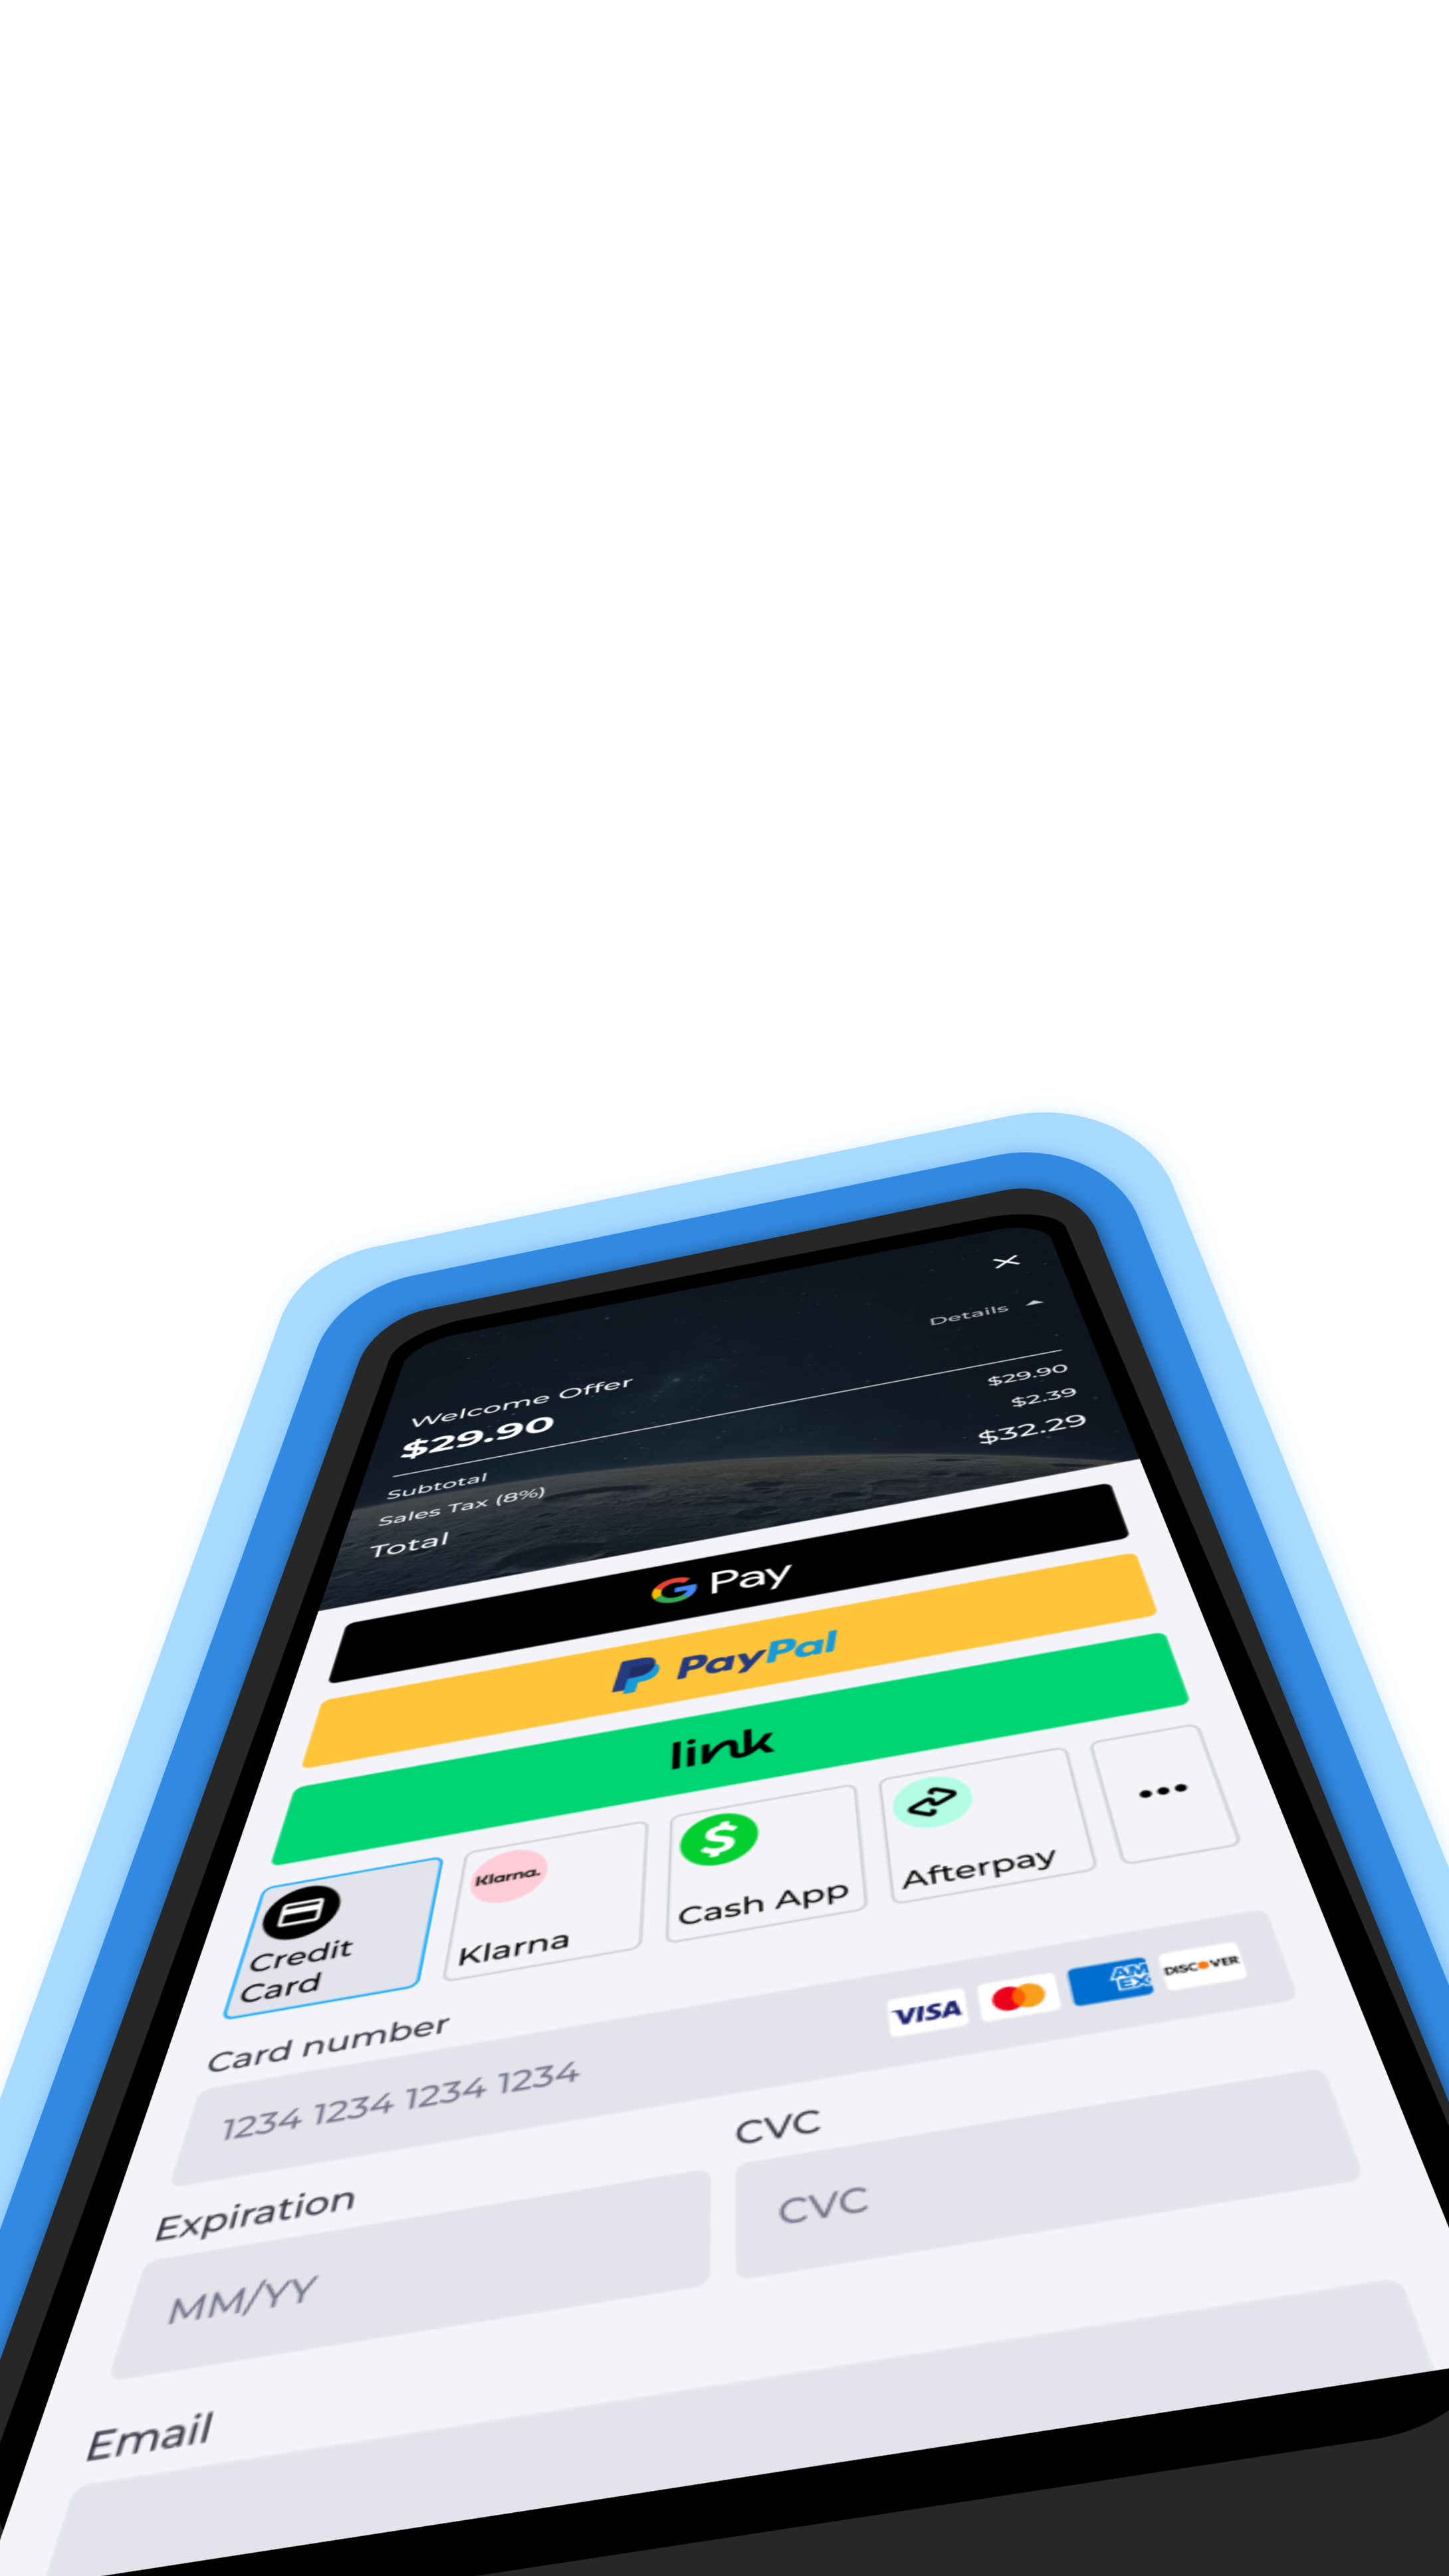 Details
Welcome Offer
$29.90
Subtotal $29.90
Sales Tax (8%) $2.39
Total $32.29
G Pay
PayPal
link
Credit
Card
Klarna.
Klarna
Cash App
Afterpay
Card number
1234 1234 1234 1234
VISA
AM
EX
DISCOVER
Expiration
MM/YY
CVC
CVC
Email